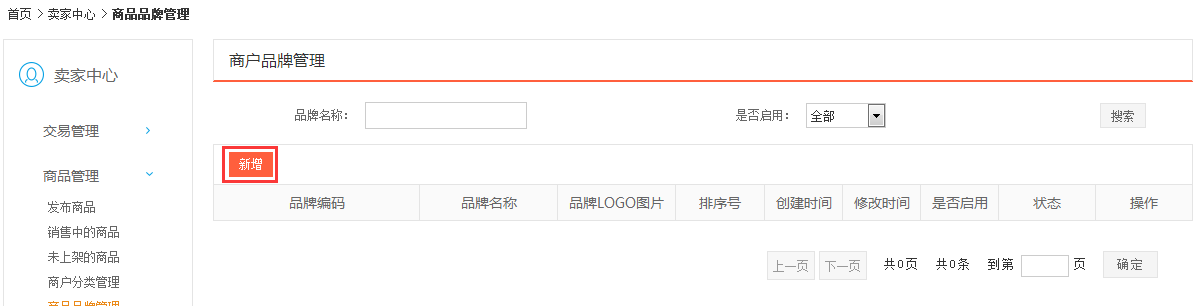 首页 > 卖家中心 > 商品品牌管理
卖家中心
交易管理
商品管理
发布商品
销售中的商品
未上架的商品
商户分类管理
商品品牌管理
商户品牌管理
品牌名称: 是否启用: 全部 搜索
新增
品牌编码 品牌名称 品牌LOGO图片 排序号 创建时间 修改时间 是否启用 状态 操作
上一页 下一页 共0页 共0条 到第 页 确定